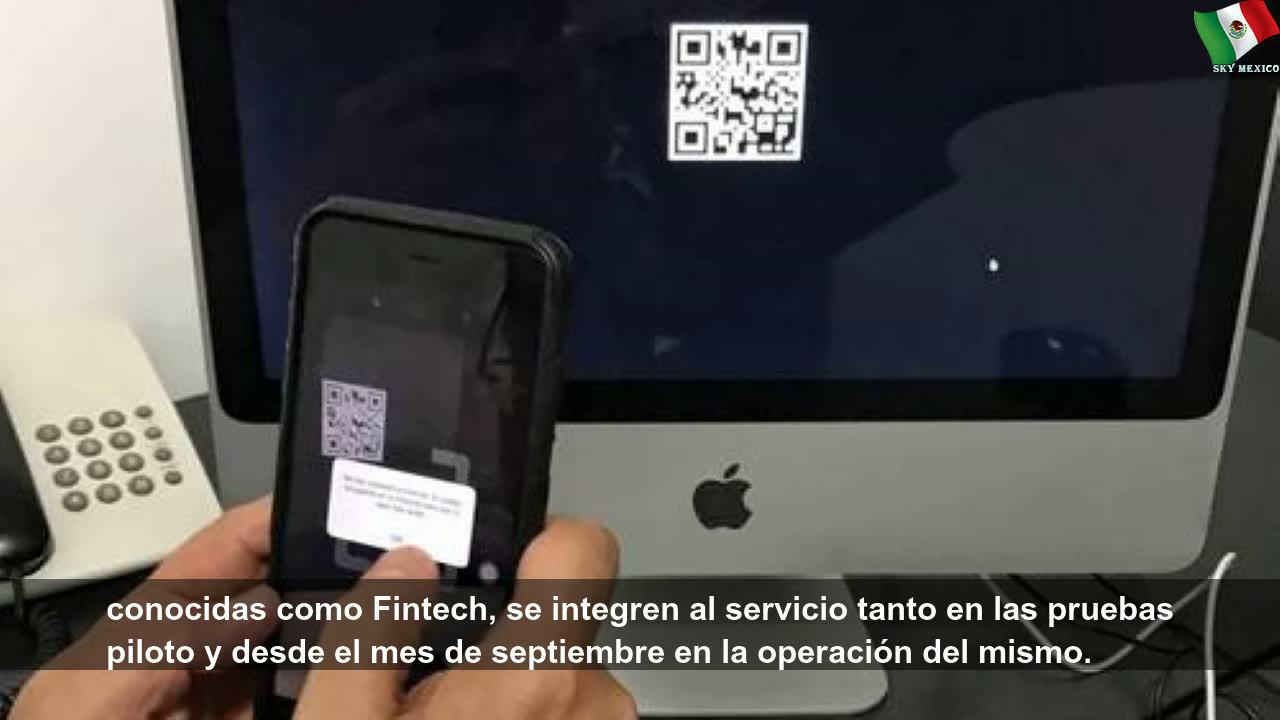 SKY MEXICO
conocidas como Fintech, se integren al servicio tanto en las pruebas
piloto y desde el mes de septiembre en la operación del mismo.